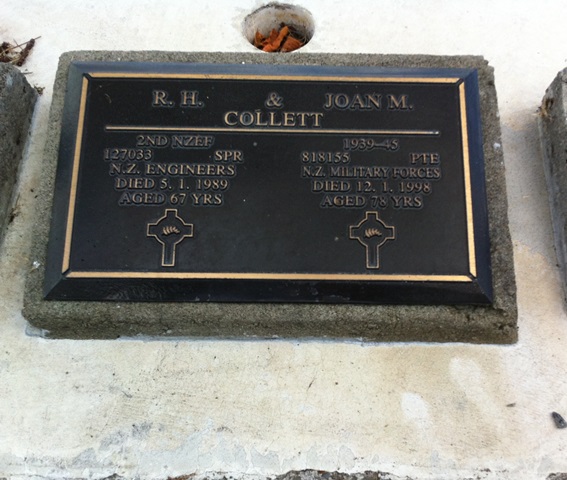 R. H. & JOAN M.
COLLETT
2ND NZEF
127033 SPR
N.Z. ENGINEERS
DIED 5. 1. 1989
AGED 67 YRS
1939-45
818155 PTE
N.Z. MILITARY FORCES
DIED 12. 1. 1998
AGED 78 YRS